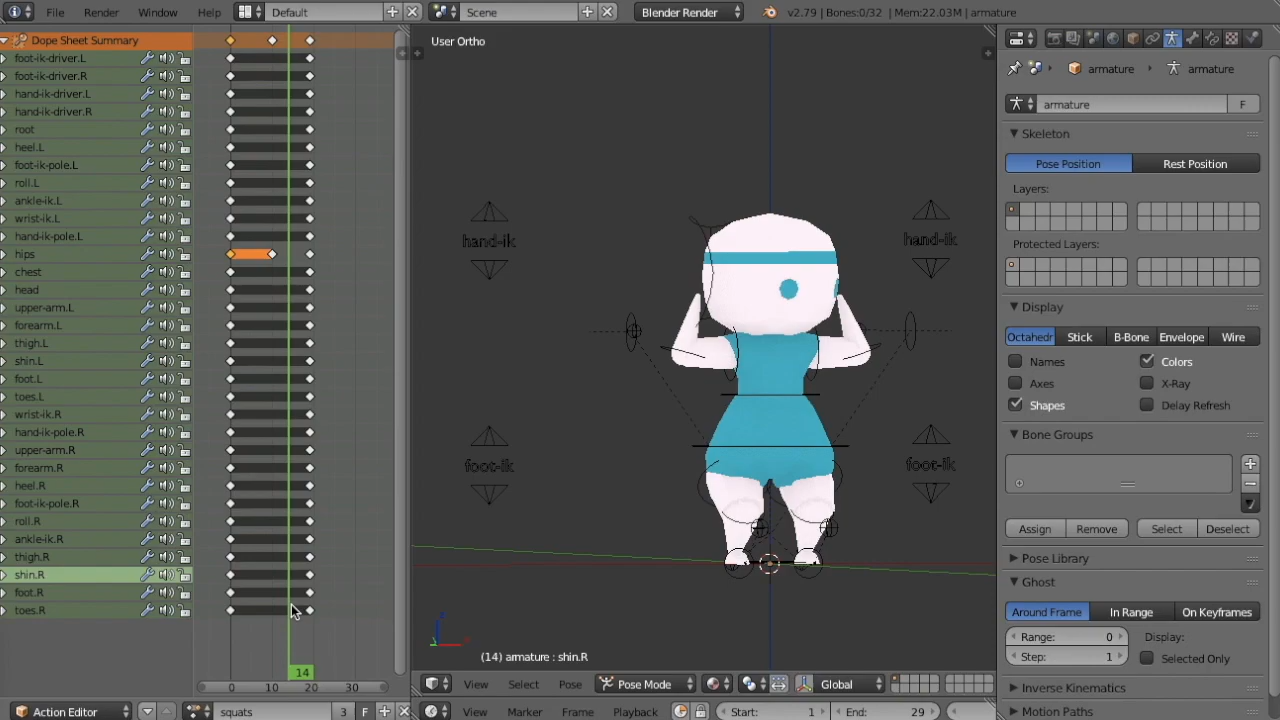 File Render Window Help Default Scene Blender Render v2.79 | Bones:0/32 | Mem:22.03M | armature
Dope Sheet Summary
foot-ik-driver.L
foot-ik-driver.R
hand-ik-driver.L
hand-ik-driver.R
root
heel.L
foot-ik-pole.L
roll.L
ankle-ik.L
wrist-ik.L
hand-ik-pole.L
hips
chest
head
upper-arm.L
forearm.L
thigh.L
shin.L
foot.L
toes.L
wrist-ik.R
hand-ik-pole.R
upper-arm.R
forearm.R
heel.R
foot-ik-pole.R
roll.R
ankle-ik.R
thigh.R
shin.R
foot.R
toes.R
14
0 10 20 30
Action Editor squats 3 F
User Ortho
hand-ik hand-ik
foot-ik foot-ik
(14) armature : shin.R
View Select Pose Pose Mode Global
View Marker Frame Playback Start: 1 End: 29
armature armature
armature F
Skeleton
Pose Position Rest Position
Layers:
Protected Layers:
Display
Octahedr Stick B-Bone Envelope Wire
Names Colors
Axes X-Ray
Shapes Delay Refresh
Bone Groups
Assign Remove Select Deselect
Pose Library
Ghost
Around Frame In Range On Keyframes
Range: 0 Display:
Step: 1 Selected Only
Inverse Kinematics
Motion Paths